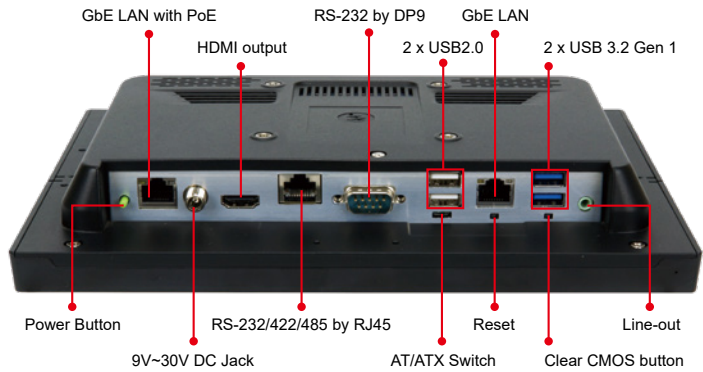 GbE LAN with PoE
RS-232 by DP9
GbE LAN
HDMI output
2 x USB2.0
2 x USB 3.2 Gen 1
Power Button
RS-232/422/485 by RJ45
Reset
Line-out
9V~30V DC Jack
AT/ATX Switch
Clear CMOS button